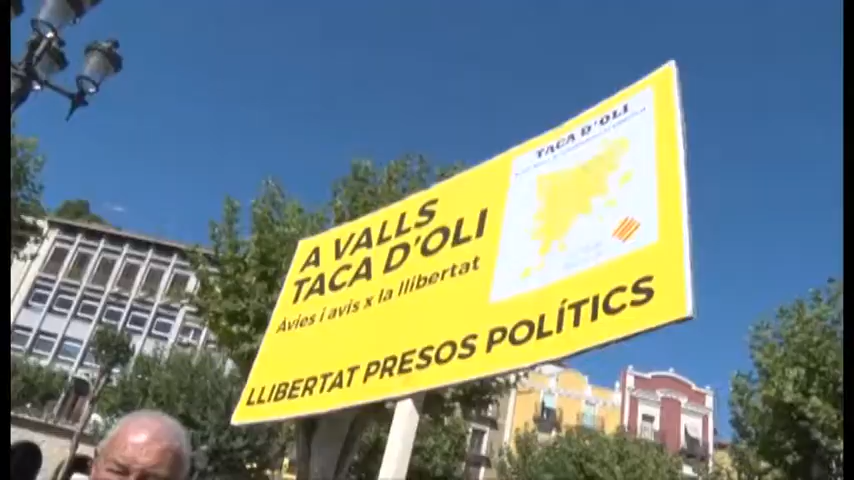 A VALLS
TACA D'OLI
Àvies i avis x la llibertat
LLIBERTAT PRESOS POLÍTICS
TACA D'OLI